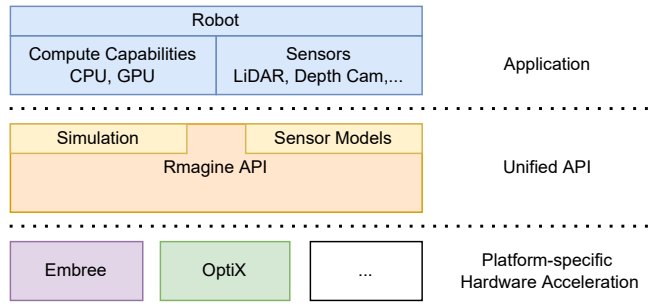 Robot
Compute Capabilities
CPU, GPU
Sensors
LiDAR, Depth Cam,...
Application
Simulation
Sensor Models
Rmagine API
Unified API
Embree
OptiX
...
Platform-specific
Hardware Acceleration